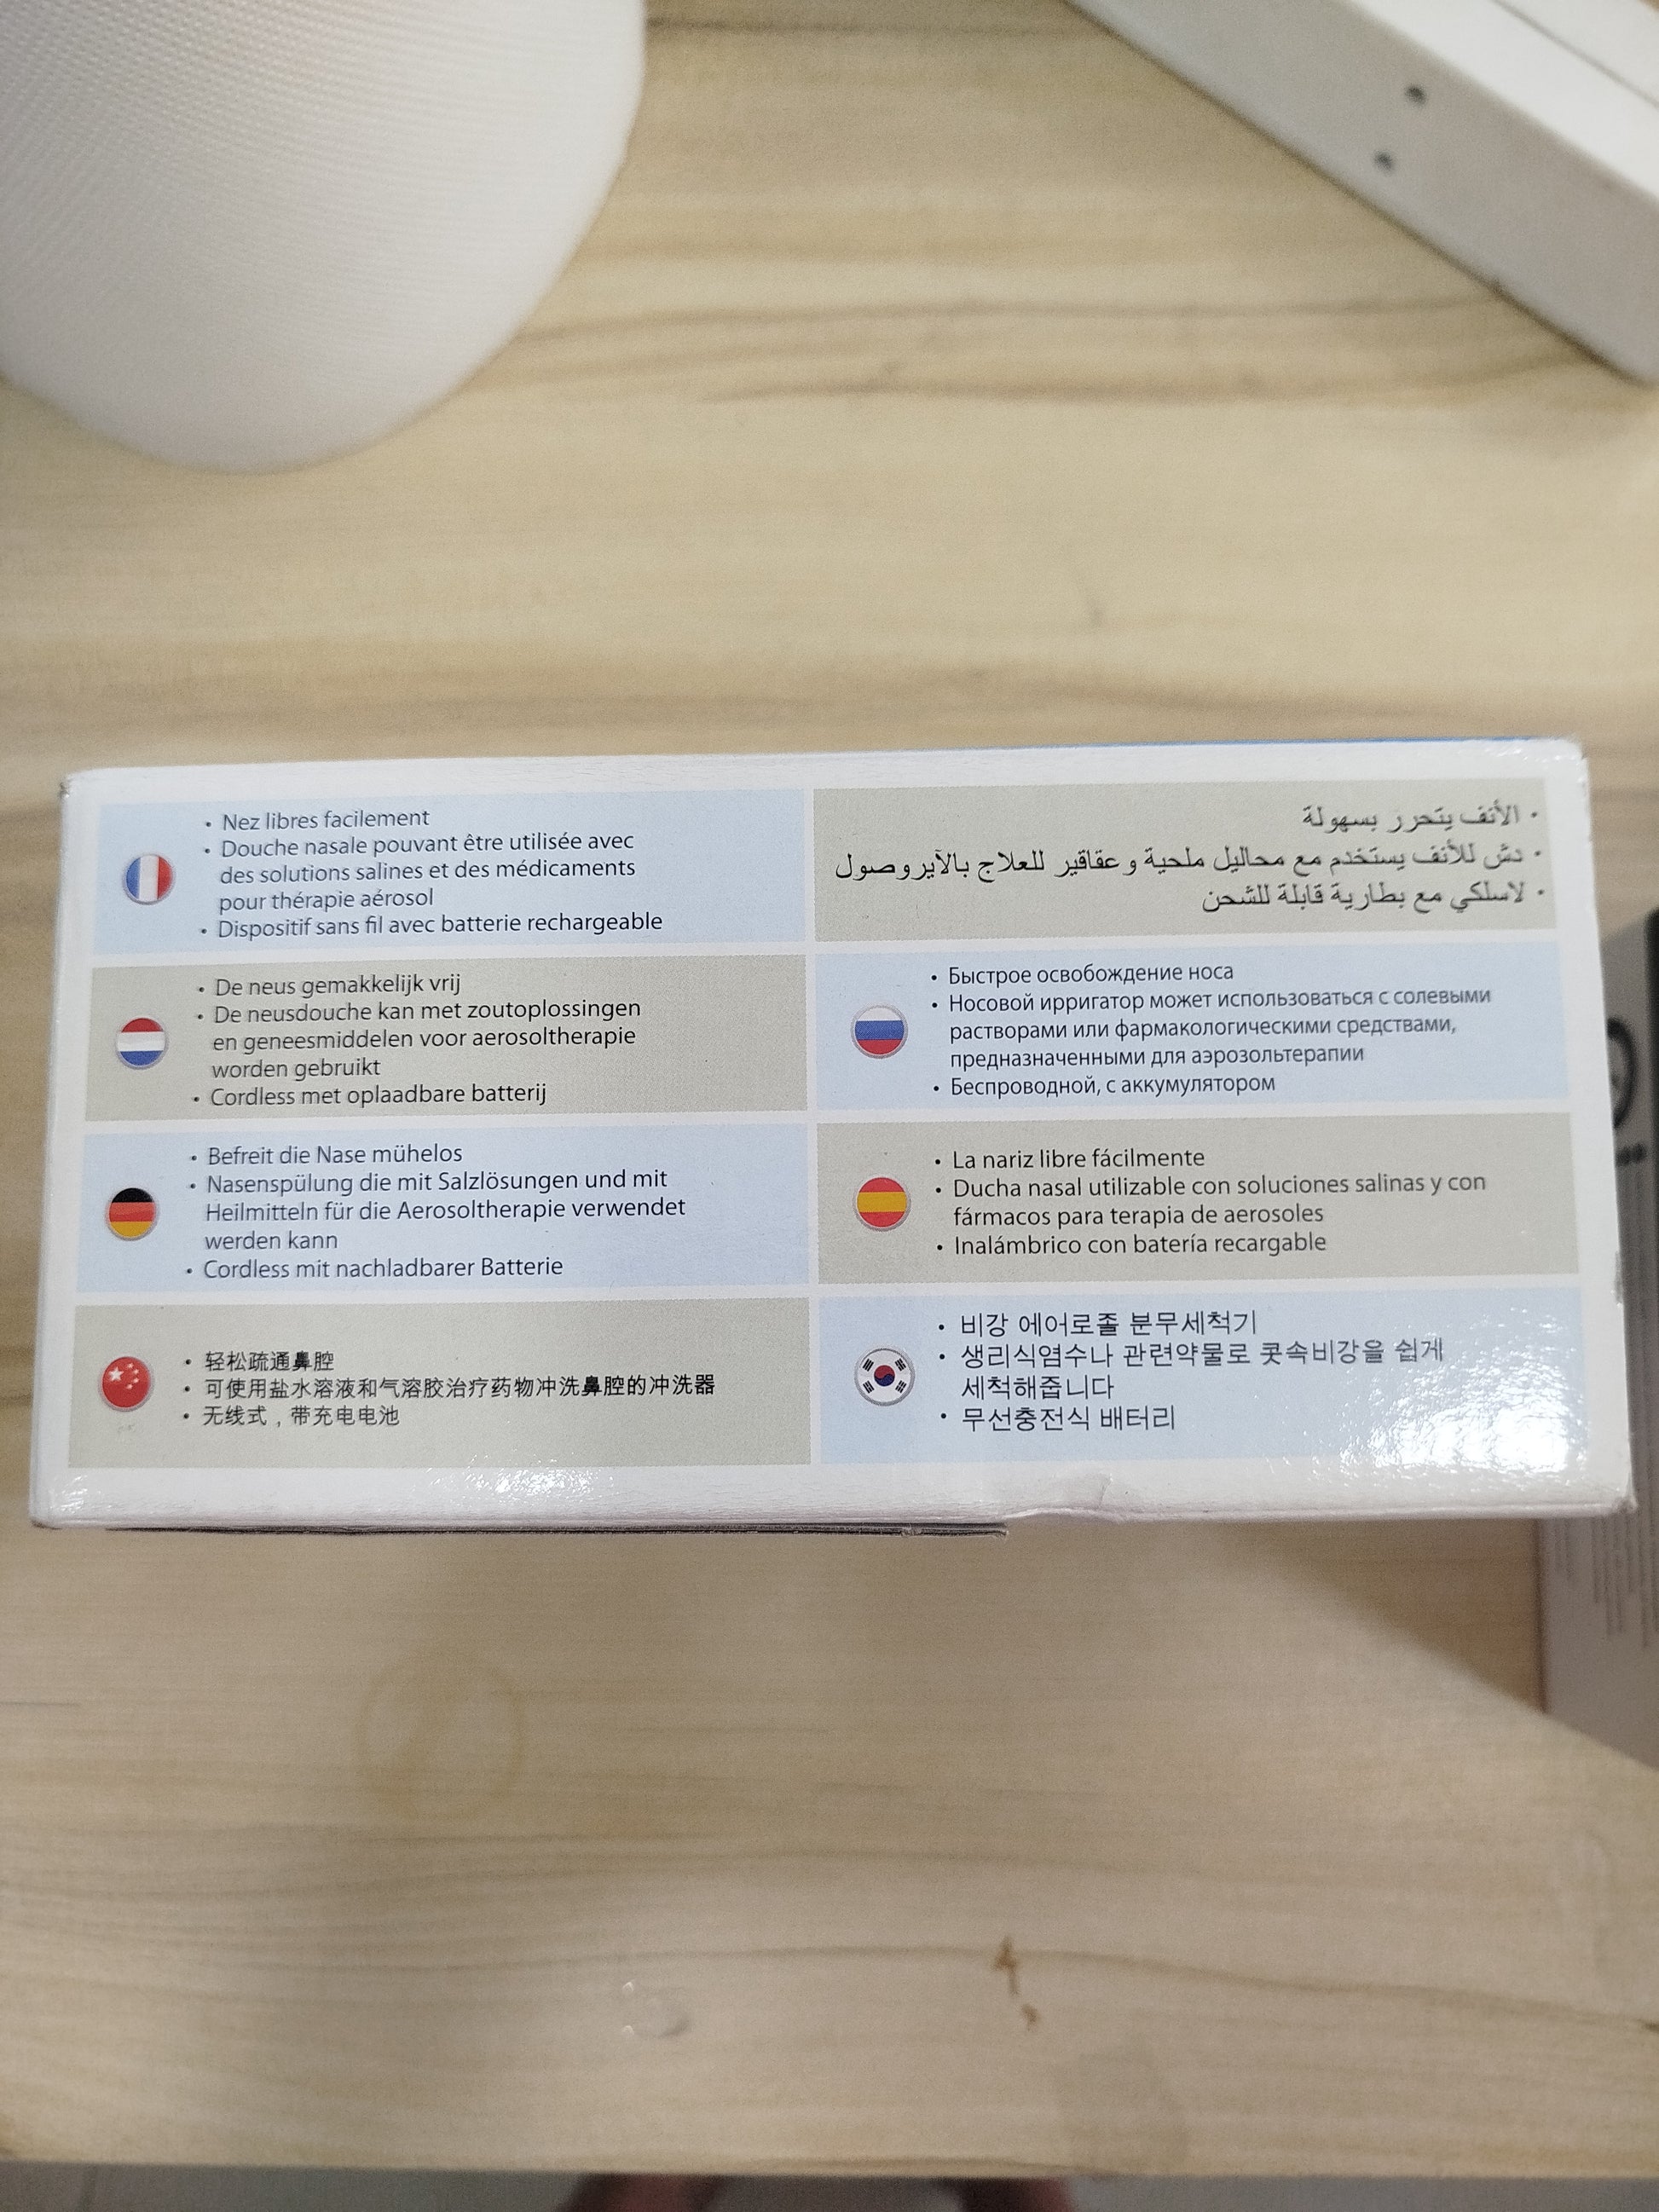 • Nez libres facilement
• Douche nasale pouvant être utilisée avec
des solutions salines et des médicaments
pour thérapie aérosol
• Dispositif sans fil avec batterie rechargeable
• De neus gemakkelijk vrij
• De neusdouche kan met zoutoplossingen
en geneesmiddelen voor aerosoltherapie
worden gebruikt
• Cordless met oplaadbare batterij
• Befreit die Nase mühelos
• Nasenspülung die mit Salzlösungen und mit
Heilmitteln für die Aerosoltherapie verwendet
werden kann
• Cordless mit nachladbarer Batterie
• 轻松疏通鼻腔
• 可使用盐水溶液和气溶胶治疗药物冲洗鼻腔的冲洗器
• 无线式，带充电电池
• الأنف يتحرر بسهولة
• دش للأنف يستخدم مع محاليل ملحية وعقاقير للعلاج بالآيروصول
• لاسلكي مع بطارية قابلة للشحن
• Быстрое освобождение носа
• Носовой ирригатор может использоваться с солевыми
растворами или фармакологическими средствами,
предназначенными для аэрозольтерапии
• Беспроводной, с аккумулятором
• La nariz libre fácilmente
• Ducha nasal utilizable con soluciones salinas y con
fármacos para terapia de aerosoles
• Inalámbrico con batería recargable
• 비강 에어로졸 분무세척기
• 생리식염수나 관련약물로 콧속비강을 쉽게
세척해줍니다
• 무선충전식 배터리